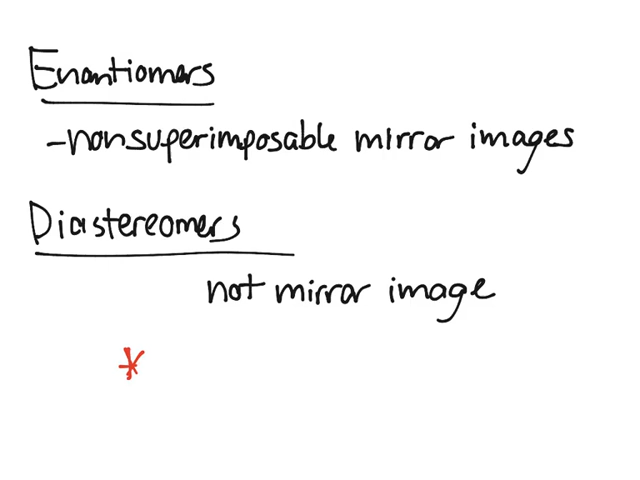 Enantiomers
-nonsuperimposable mirror images
Diastereomers
not mirror image
*